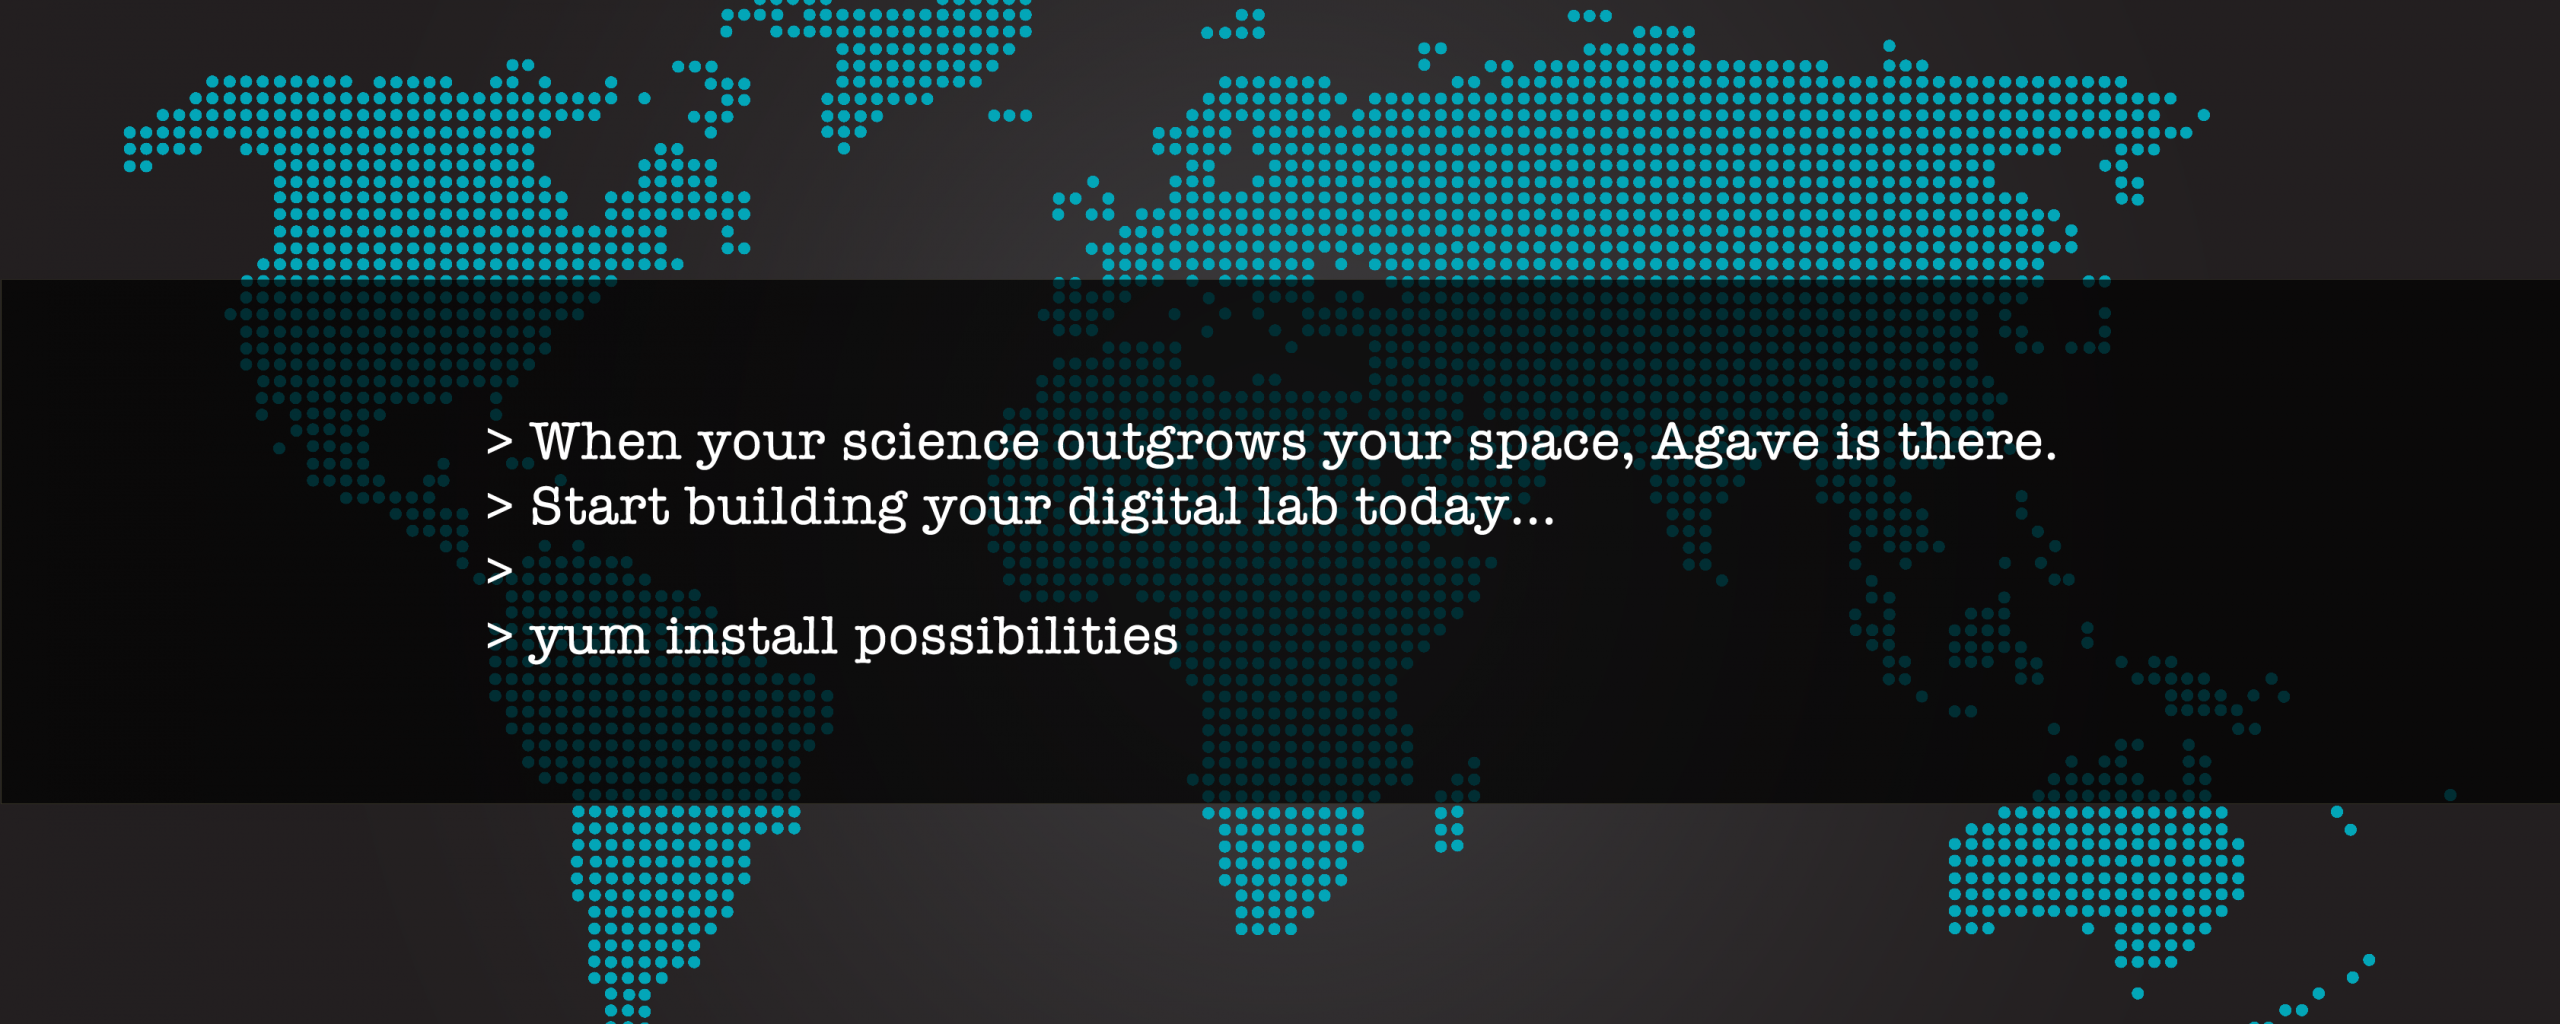 > When your science outgrows your space, Agave is there.
> Start building your digital lab today...
>
> yum install possibilities